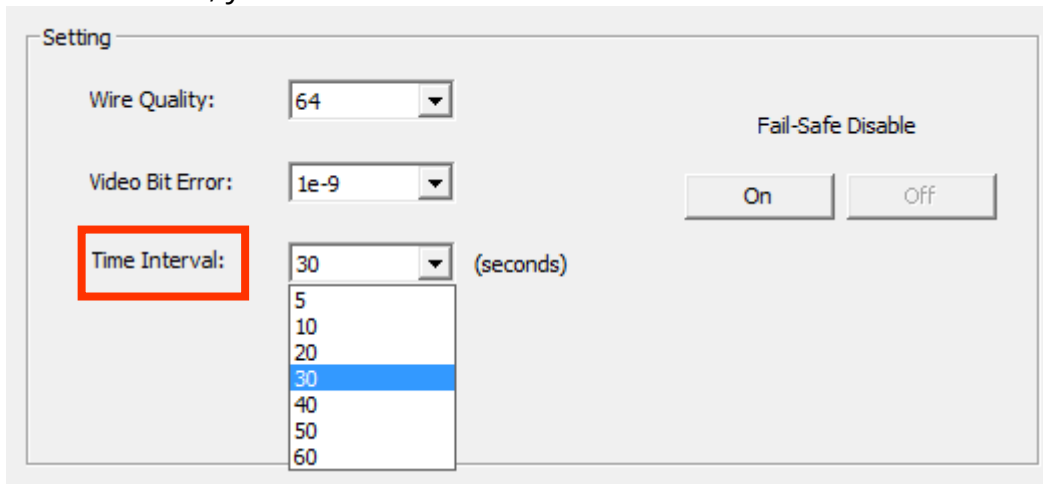 Setting
Wire Quality: 64
Fail-Safe Disable
Video Bit Error: 1e-9
On Off
Time Interval: 30 (seconds)
5
10
20
30
40
50
60